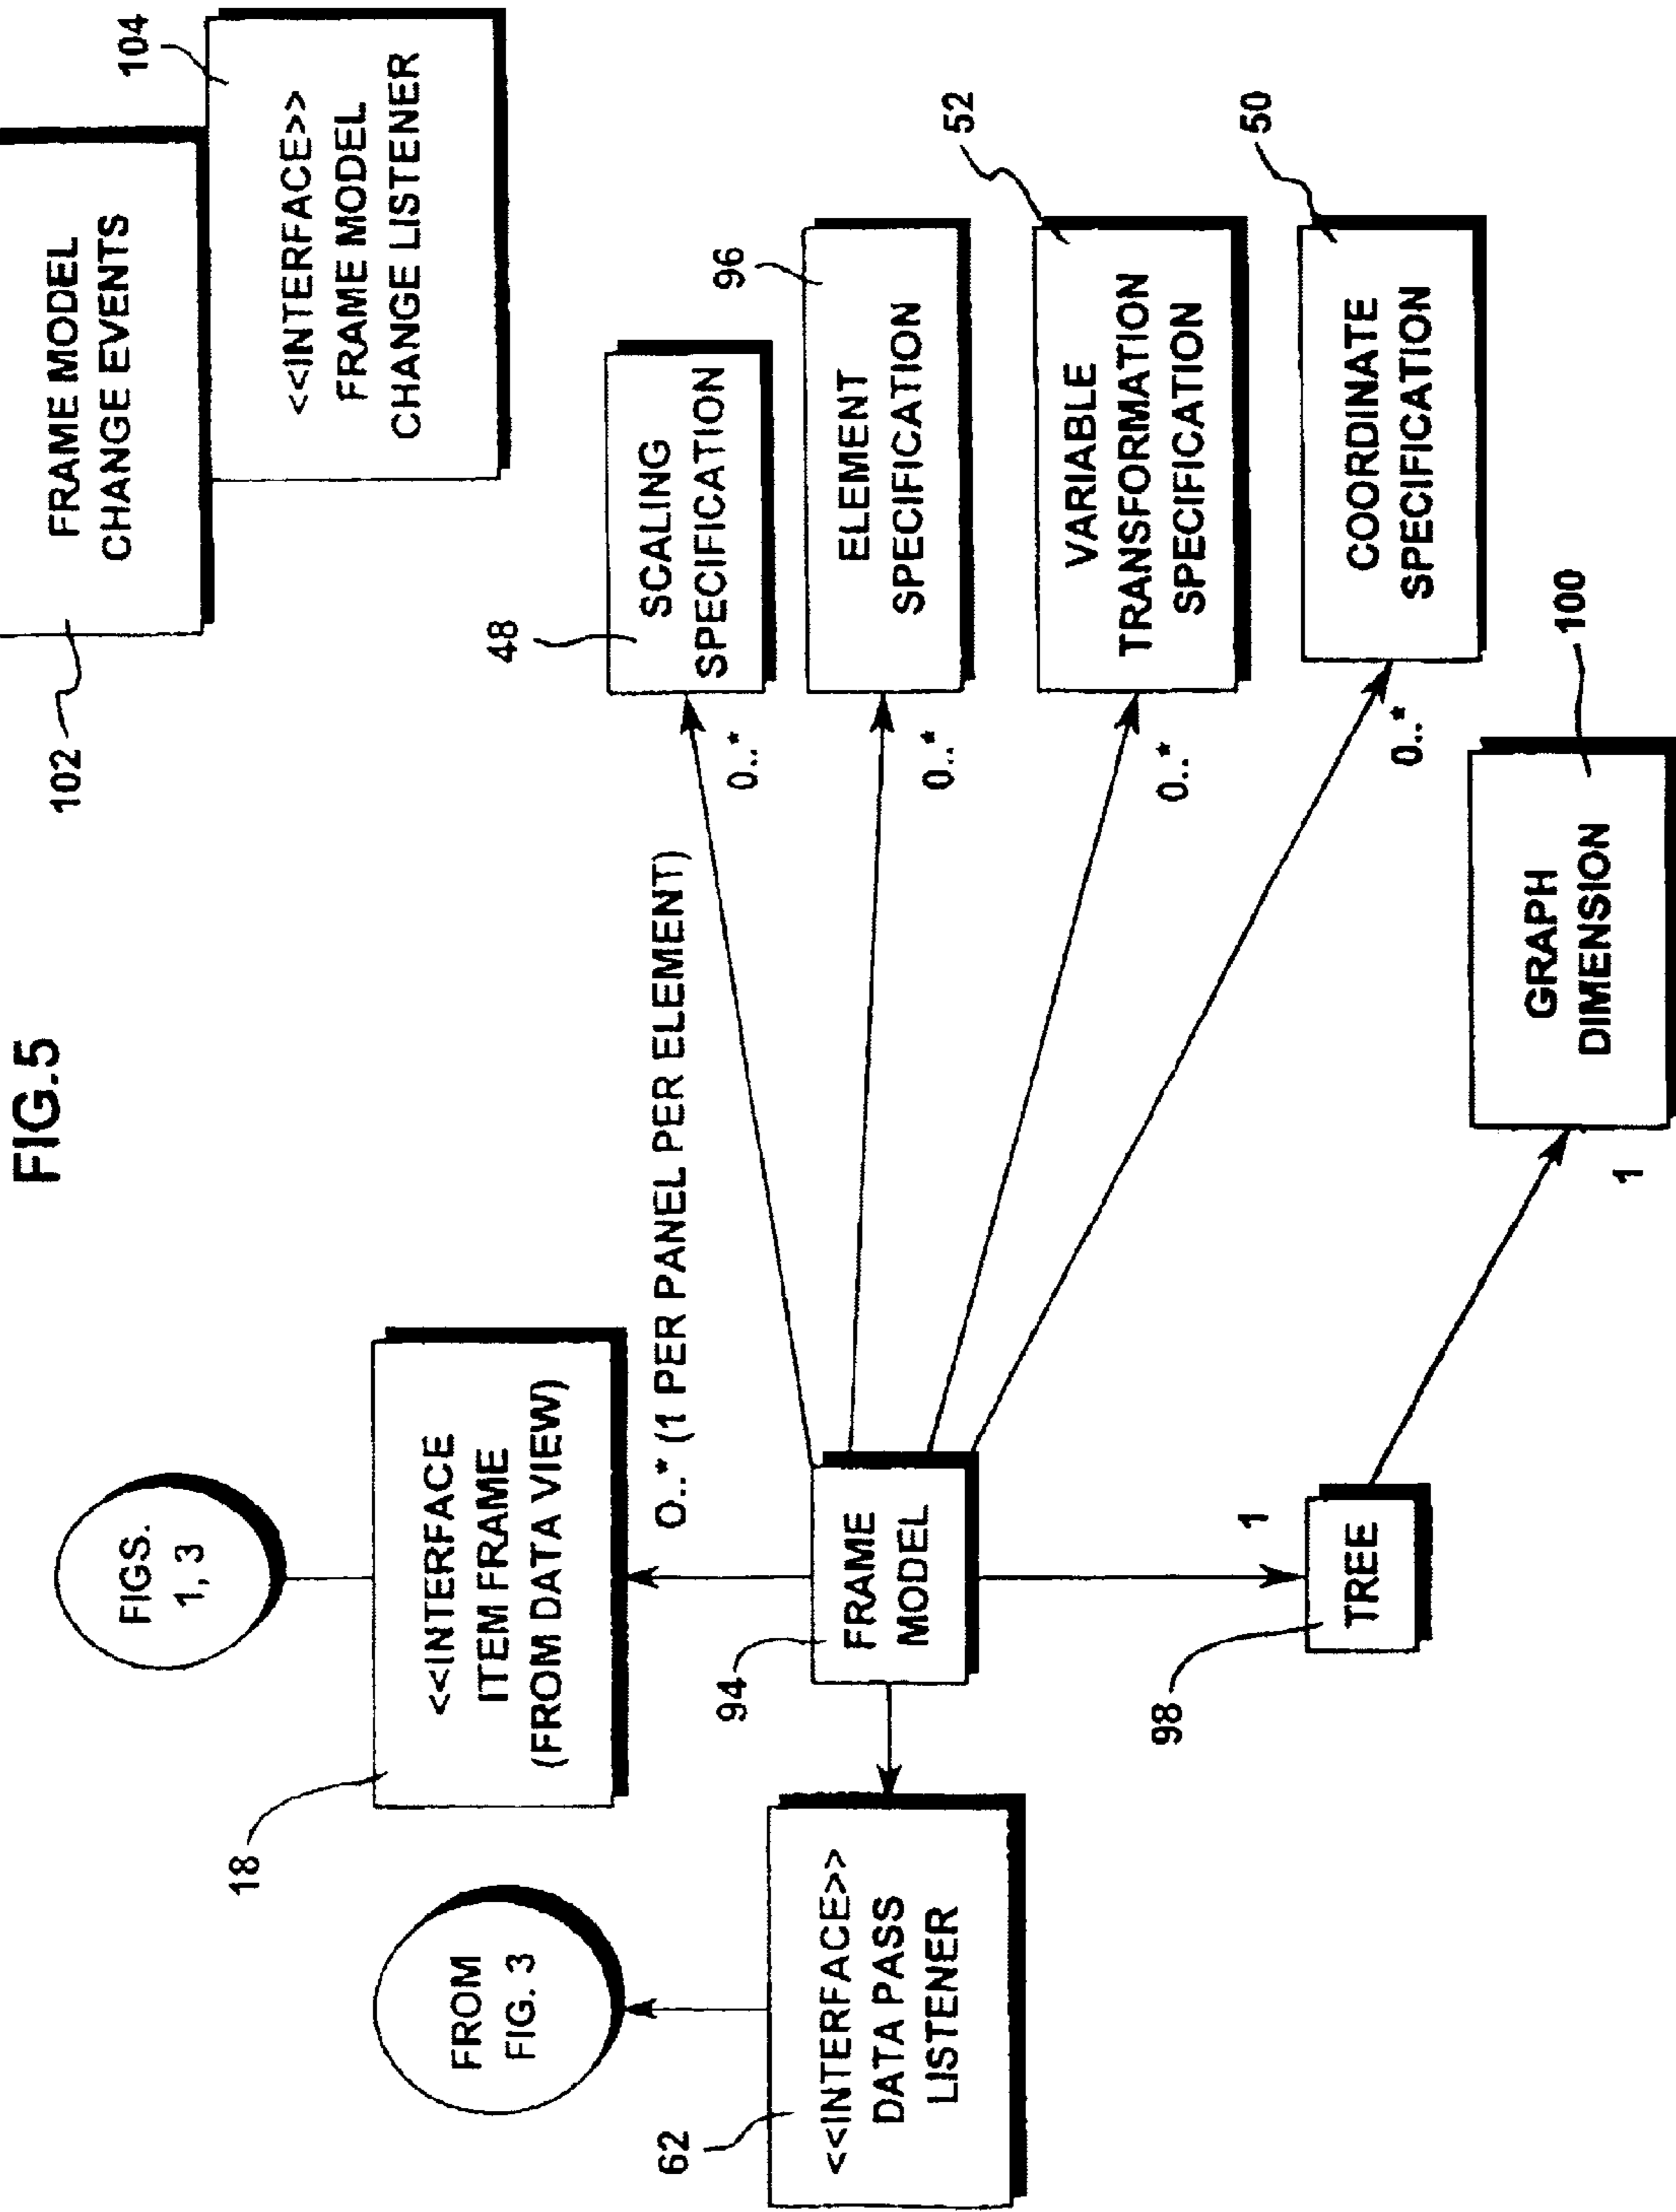 FIG.5
FRAME MODEL
CHANGE EVENTS
102
104
<<INTERFACE>>
FRAME MODEL
CHANGE LISTENER
FIGS.
1, 3
<<INTERFACE
ITEM FRAME
(FROM DATA VIEW)
18
FROM
FIG. 3
<<INTERFACE>>
DATA PASS
LISTENER
62
FRAME
MODEL
94
O..* (1 PER PANEL PER ELEMENT)
SCALING
SPECIFICATION
48
0..*
ELEMENT
SPECIFICATION
96
0..*
VARIABLE
TRANSFORMATION
SPECIFICATION
52
0..*
COORDINATE
SPECIFICATION
50
0..*
1
TREE
98
GRAPH
DIMENSION
100
1